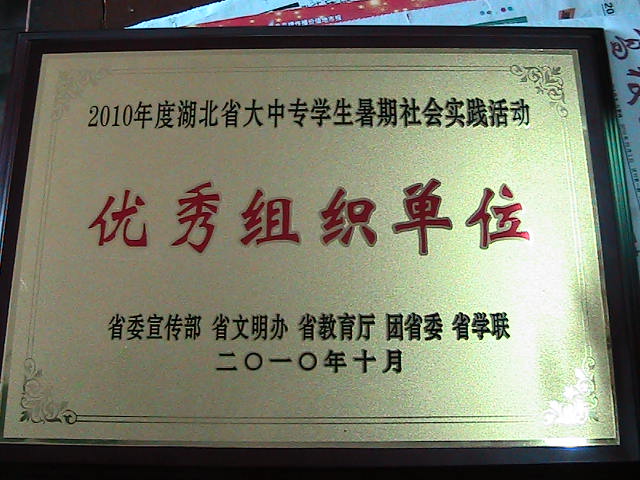 2010年度湖北省大中专学生暑期社会实践活动
优秀组织单位
省委宣传部 省文明办 省教育厅 团省委 省学联
二〇一〇年十月